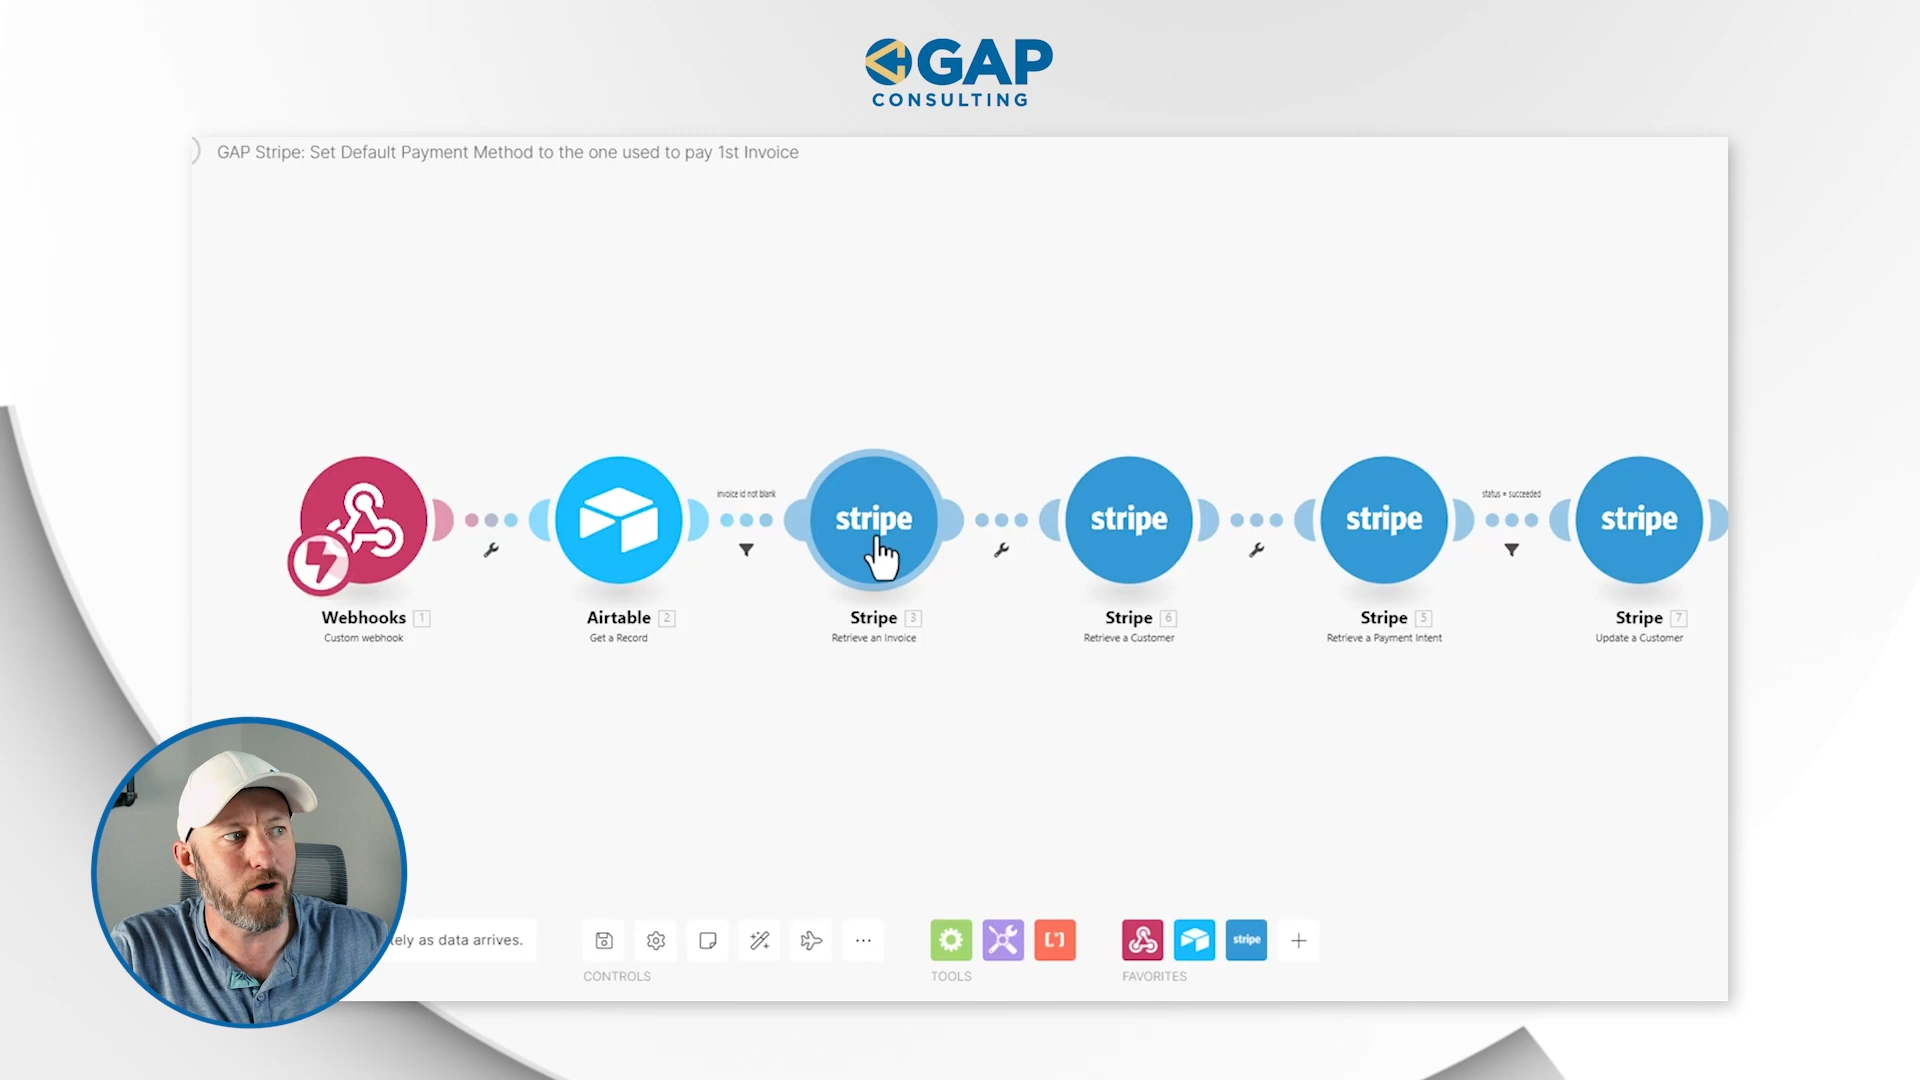 GAP
CONSULTING
GAP Stripe: Set Default Payment Method to the one used to pay 1st Invoice
invoice id not blank
status = succeeded
stripe
stripe
stripe
stripe
Webhooks 1
Custom webhook
Airtable 2
Get a Record
Stripe 3
Retrieve an Invoice
Stripe 6
Retrieve a Customer
Stripe 5
Retrieve a Payment Intent
Stripe 7
Update a Customer
tely as data arrives.
stripe
CONTROLS
TOOLS
FAVORITES